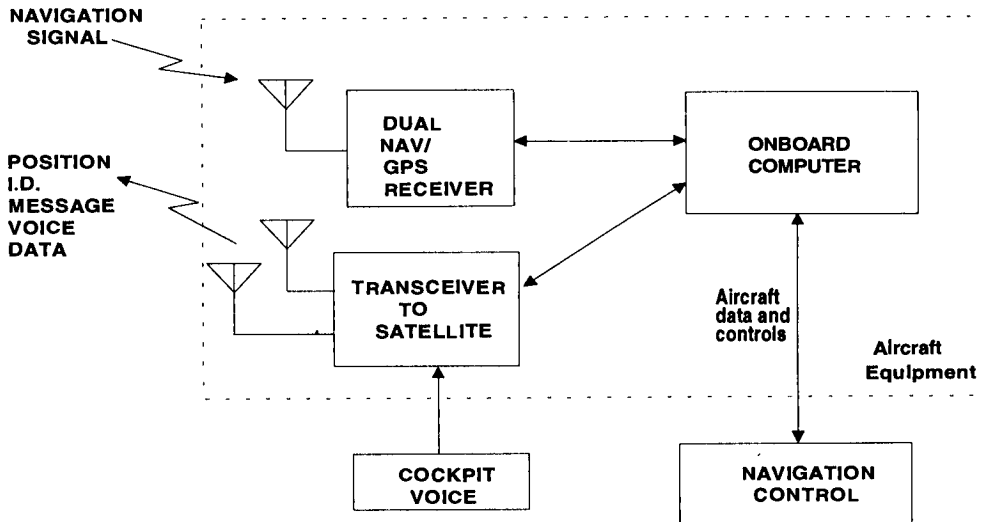 NAVIGATION
SIGNAL
DUAL
NAV/
GPS
RECEIVER
ONBOARD
COMPUTER
POSITION
I.D.
MESSAGE
VOICE
DATA
TRANSCEIVER
TO
SATELLITE
Aircraft
data and
controls
Aircraft
Equipment
COCKPIT
VOICE
NAVIGATION
CONTROL